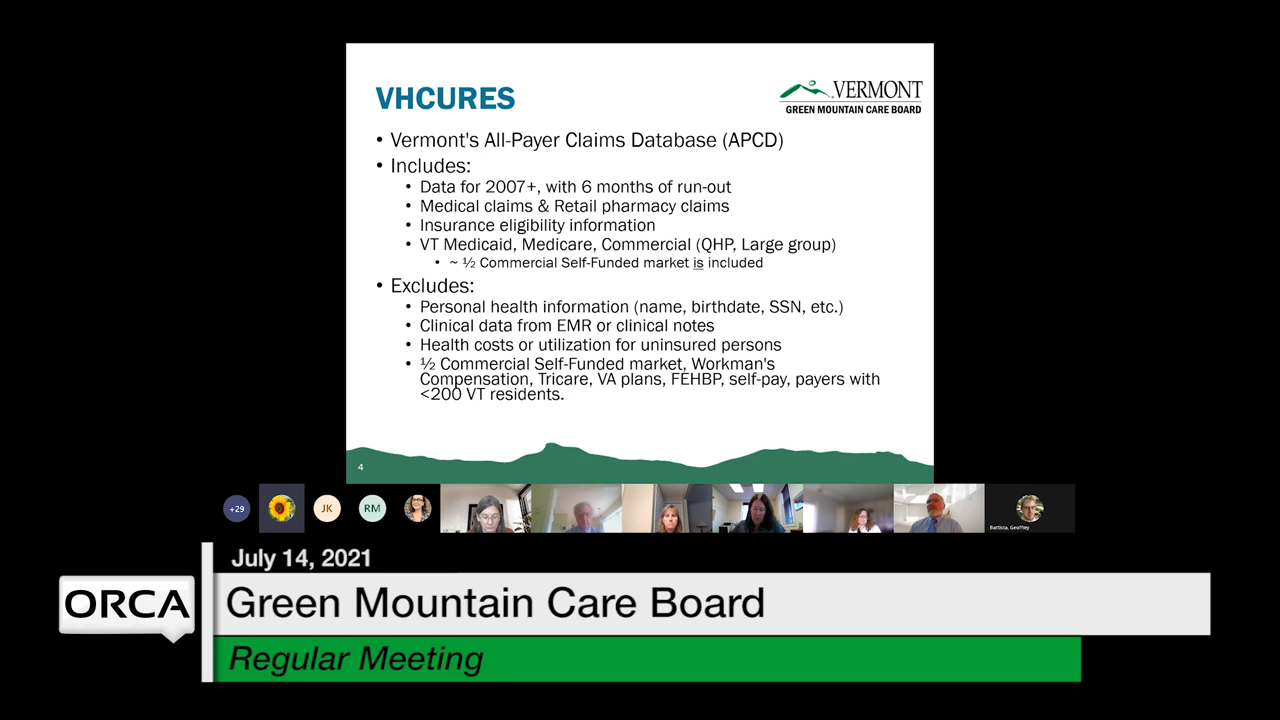 VHCURES
VERMONT
GREEN MOUNTAIN CARE BOARD
• Vermont's All-Payer Claims Database (APCD)
• Includes:
• Data for 2007+, with 6 months of run-out
• Medical claims & Retail pharmacy claims
• Insurance eligibility information
• VT Medicaid, Medicare, Commercial (QHP, Large group)
• ~ ½ Commercial Self-Funded market is included
• Excludes:
• Personal health information (name, birthdate, SSN, etc.)
• Clinical data from EMR or clinical notes
• Health costs or utilization for uninsured persons
• ½ Commercial Self-Funded market, Workman's
Compensation, Tricare, VA plans, FEHBP, self-pay, payers with
<200 VT residents.
4
+29
JK
RM
Battista, Geoffrey
July 14, 2021
ORCA
Green Mountain Care Board
Regular Meeting